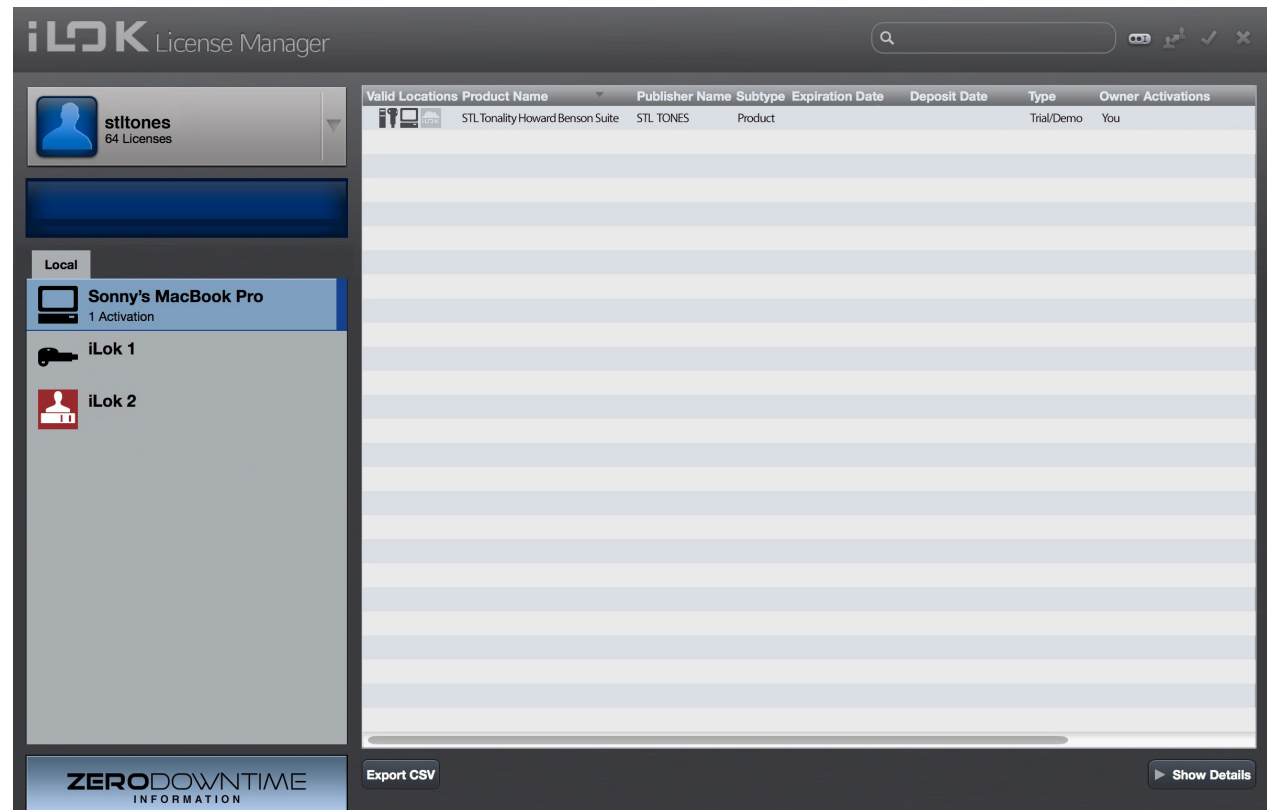 iLOK License Manager
stltones
64 Licenses
Local
Sonny's MacBook Pro
1 Activation
iLok 1
iLok 2
ZERODOWNTIME
INFORMATION
Valid Locations Product Name Publisher Name Subtype Expiration Date Deposit Date Type Owner Activations
STL Tonality Howard Benson Suite STL TONES Product Trial/Demo You
Export CSV
Show Details